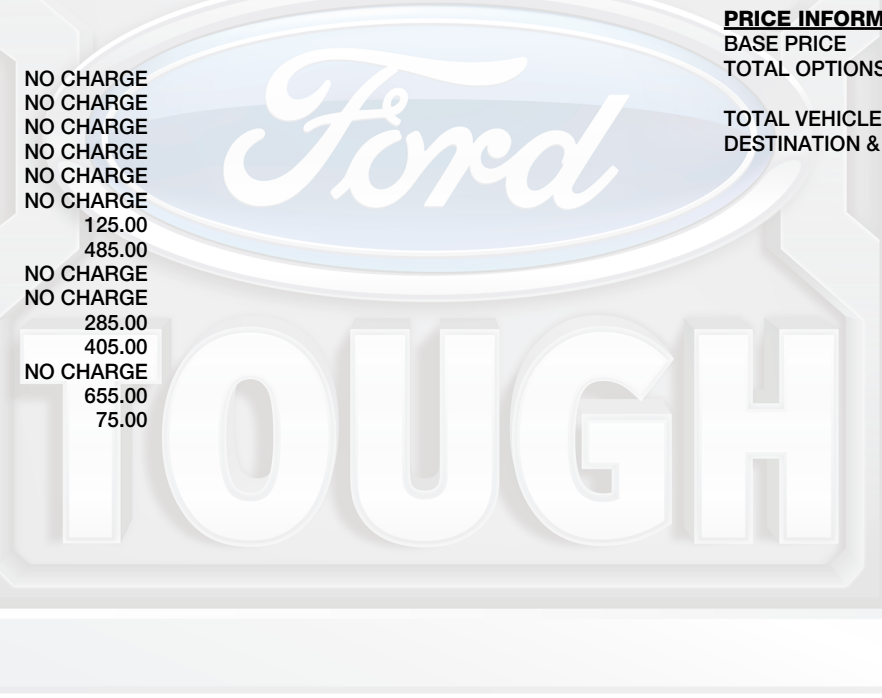 PRICE INFORM
BASE PRICE
TOTAL OPTIONS
TOTAL VEHICLE
DESTINATION &
NO CHARGE
NO CHARGE
NO CHARGE
NO CHARGE
NO CHARGE
NO CHARGE
125.00
485.00
NO CHARGE
NO CHARGE
285.00
405.00
NO CHARGE
655.00
75.00
Ford
TOUGH